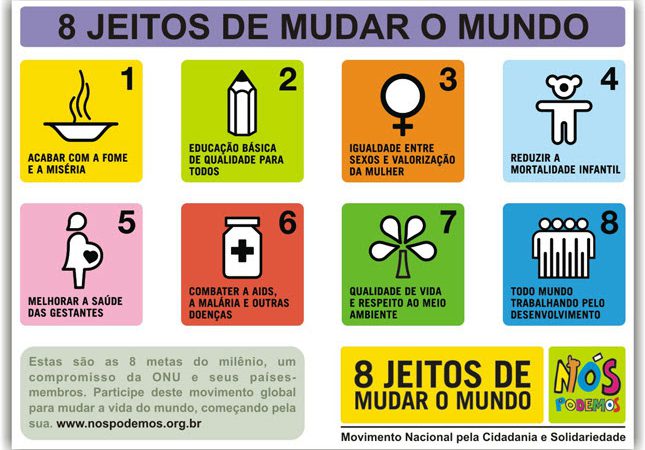 8 JEITOS DE MUDAR O MUNDO
1
ACABAR COM A FOME
E A MISÉRIA
2
EDUCAÇÃO BÁSICA
DE QUALIDADE PARA
TODOS
3
IGUALDADE ENTRE
SEXOS E VALORIZAÇÃO
DA MULHER
4
REDUZIR A
MORTALIDADE INFANTIL
5
MELHORAR A SAÚDE
DAS GESTANTES
6
COMBATER A AIDS,
A MALÁRIA E OUTRAS
DOENÇAS
7
QUALIDADE DE VIDA
E RESPEITO AO MEIO
AMBIENTE
8
TODO MUNDO
TRABALHANDO PELO
DESENVOLVIMENTO
Estas são as 8 metas do milênio, um
compromisso da ONU e seus países-
membros. Participe deste movimento global
para mudar a vida do mundo, começando pela
sua. www.nospodemos.org.br
8 JEITOS DE
MUDAR O MUNDO
NÓS
PODEMOS
Movimento Nacional pela Cidadania e Solidariedade